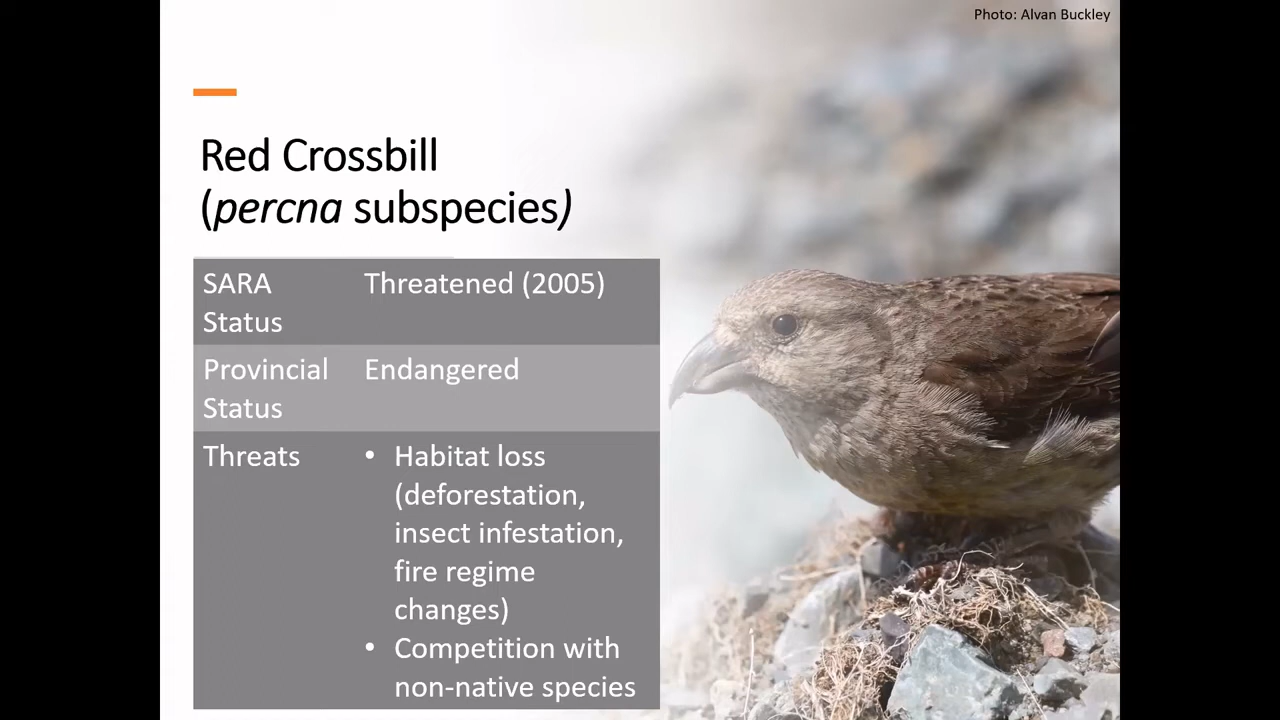 Photo: Alvan Buckley
Red Crossbill
(percna subspecies)
SARA Status
Threatened (2005)
Provincial Status
Endangered
Threats
• Habitat loss
(deforestation,
insect infestation,
fire regime
changes)
• Competition with
non-native species